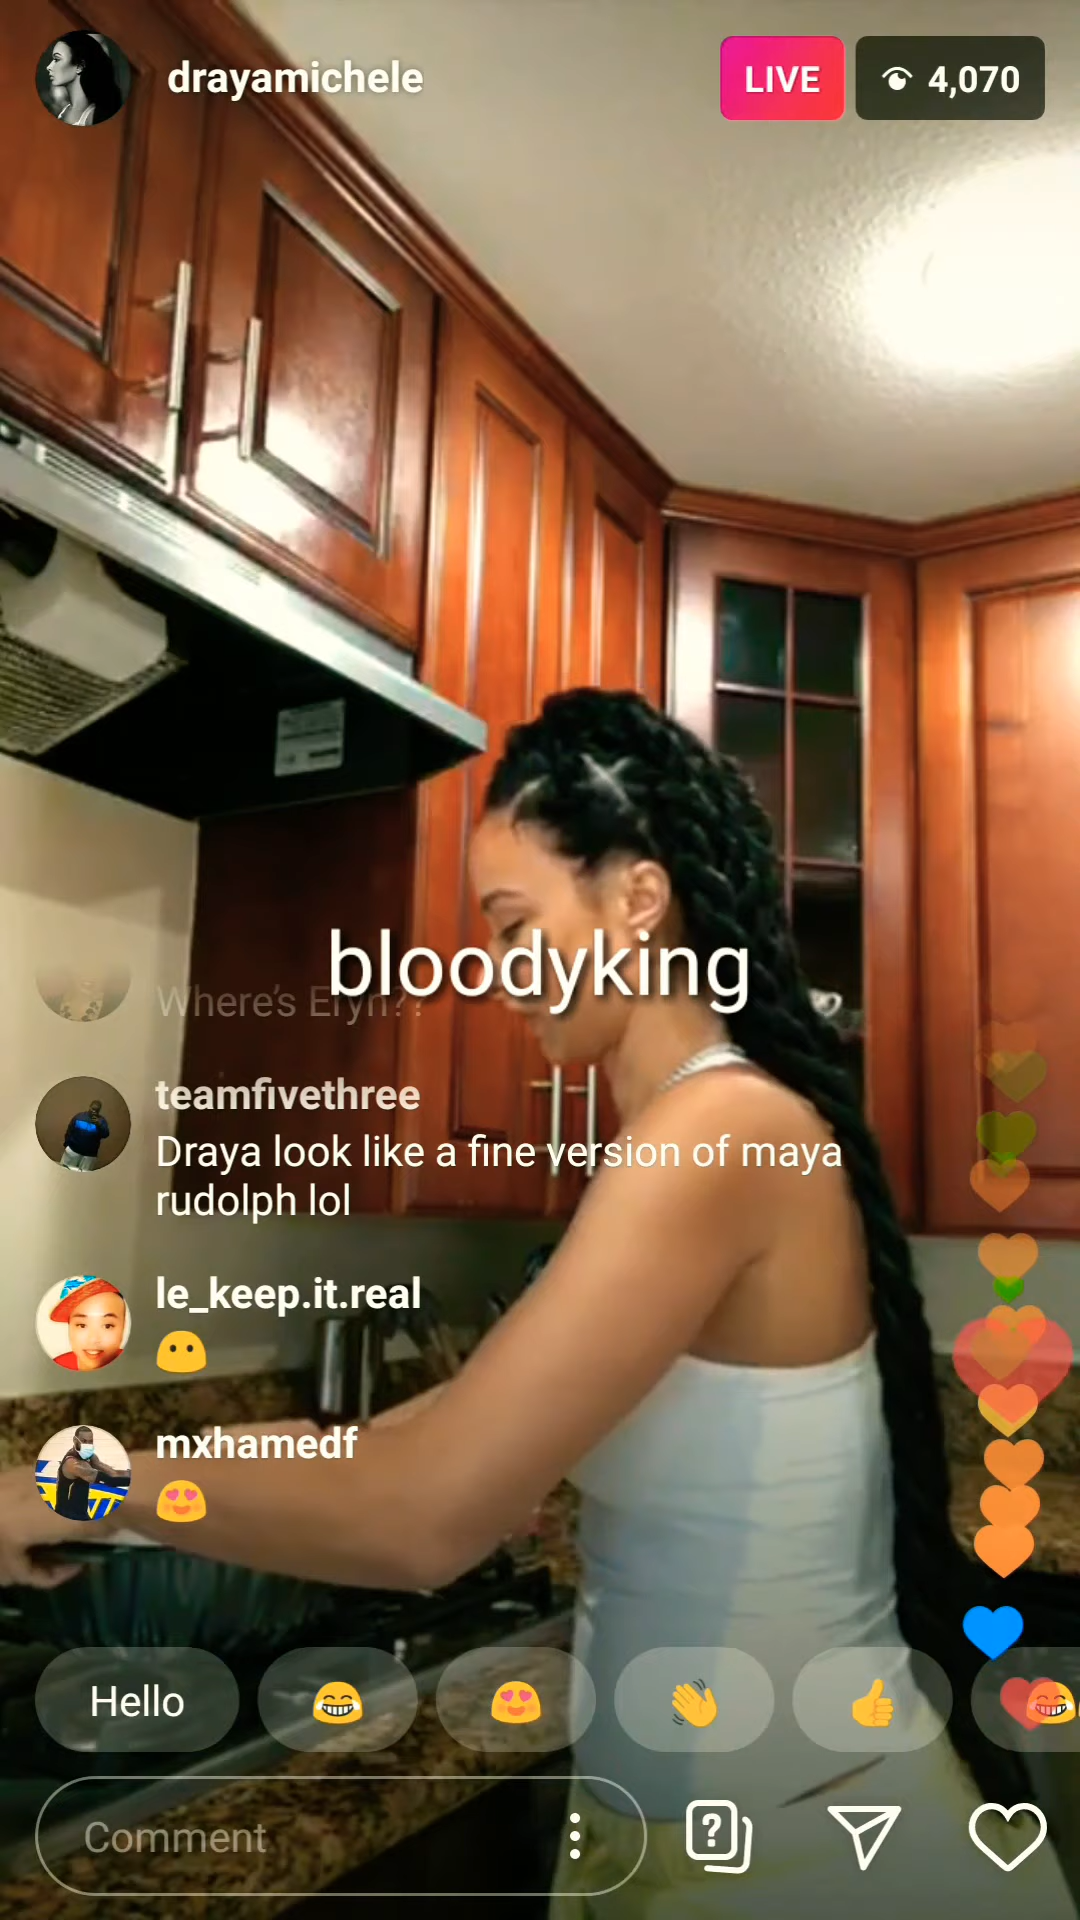 drayamichele
LIVE
4,070
bloodyking
Where's Eryn??
teamfivethree
Draya look like a fine version of maya
rudolph lol
le_keep.it.real
😶
mxhamedf
😍
Hello
😂
😍
👋
👍
😂
Comment